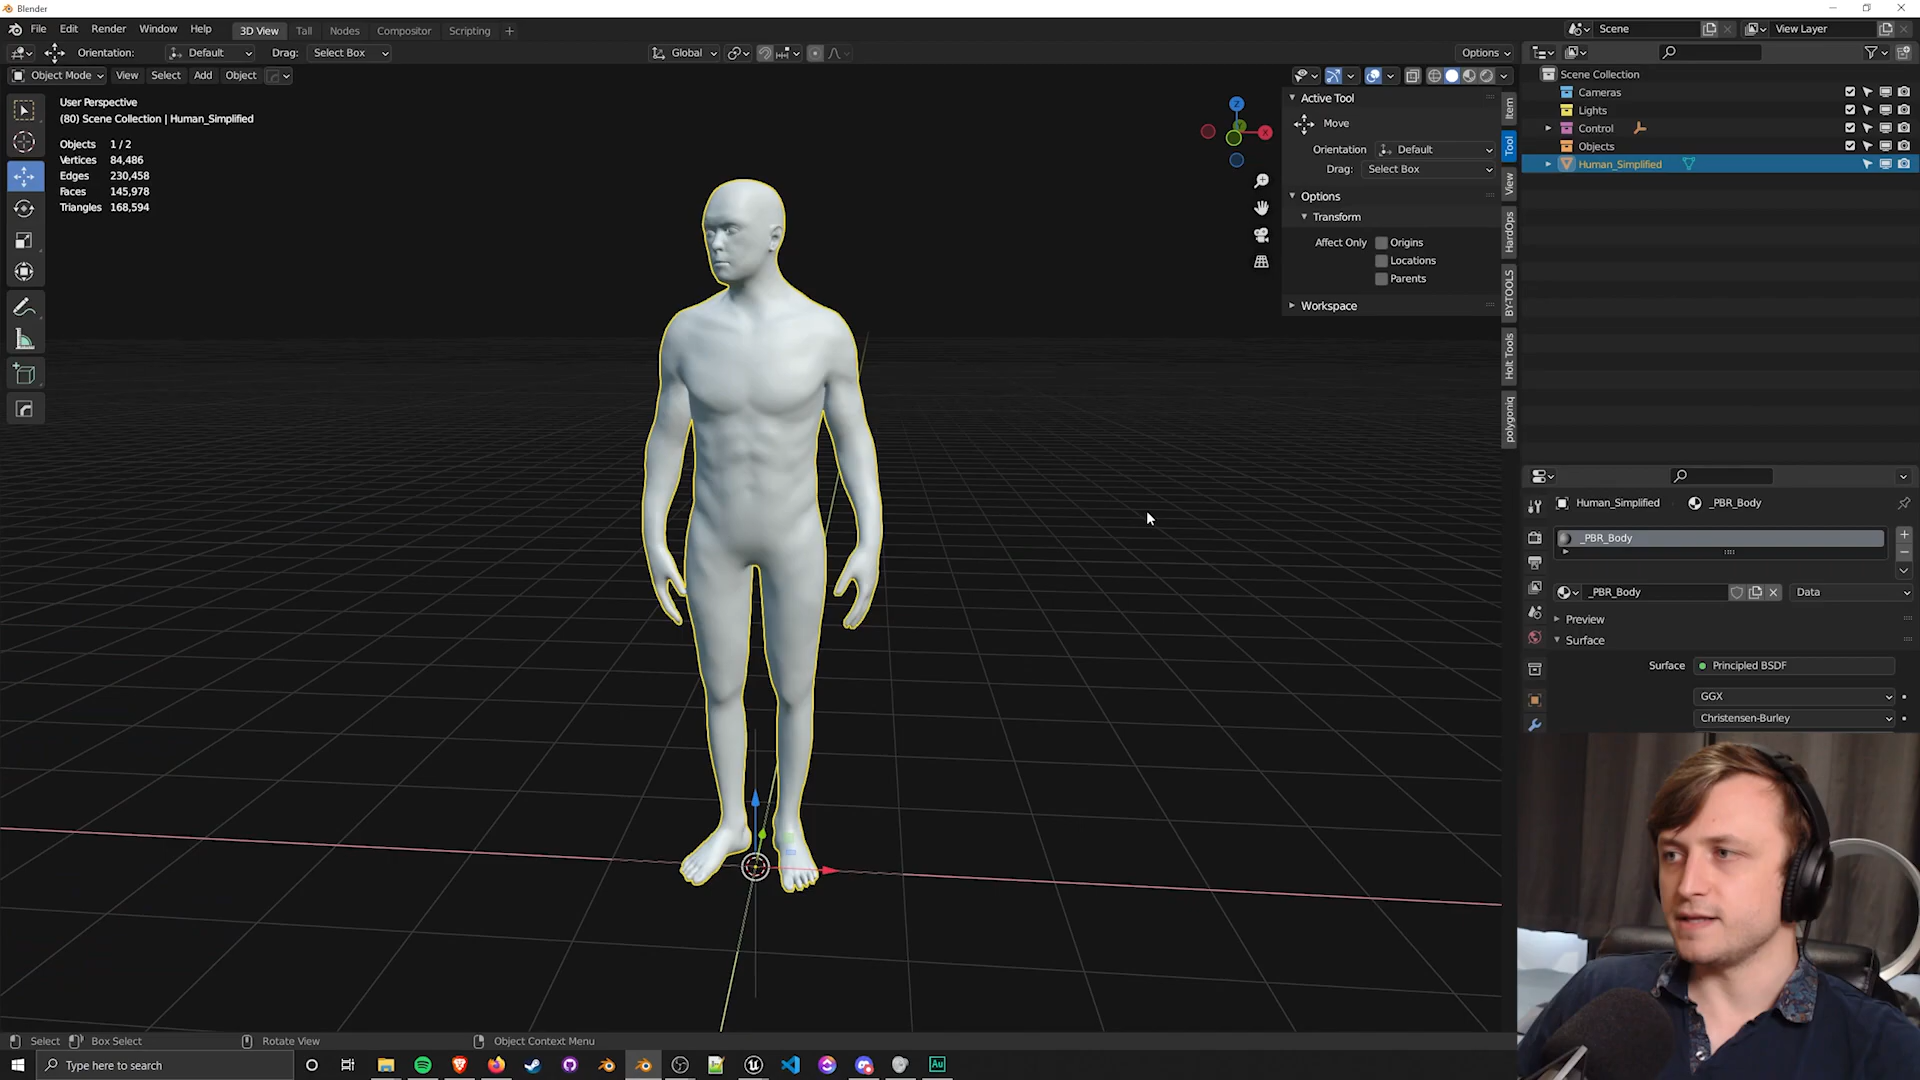 Blender
File Edit Render Window Help 3D View Tall Nodes Compositor Scripting + Scene View Layer
Orientation: Default Drag: Select Box Global Options
Object Mode View Select Add Object
User Perspective
(80) Scene Collection | Human_Simplified
Objects 1 / 2
Vertices 84,486
Edges 230,458
Faces 145,978
Triangles 168,594
Z
X
Y
Active Tool
Move
Orientation Default
Drag: Select Box
Options
Transform
Affect Only Origins
Locations
Parents
Workspace
Item
Tool
View
HardOps
BY-TOOLS
Holt Tools
polygoniq
Scene Collection
Cameras
Lights
Control
Objects
Human_Simplified
Human_Simplified _PBR_Body
_PBR_Body
_PBR_Body Data
Preview
Surface
Surface Principled BSDF
GGX
Christensen-Burley
Select Box Select Rotate View Object Context Menu
Type here to search
Au